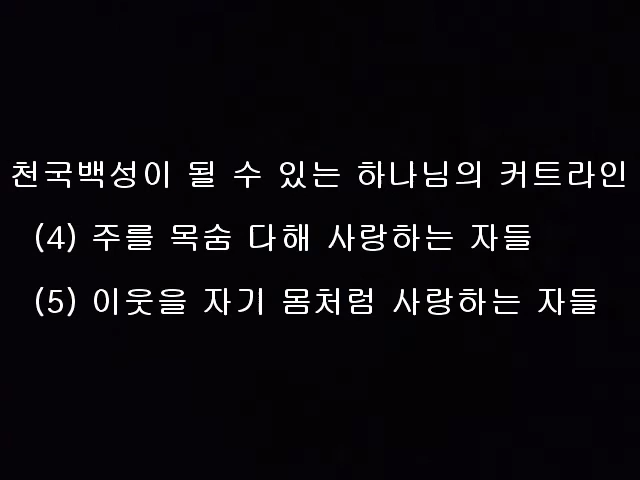 천국백성이 될 수 있는 하나님의 커트라인
(4) 주를 목숨 다해 사랑하는 자들
(5) 이웃을 자기 몸처럼 사랑하는 자들